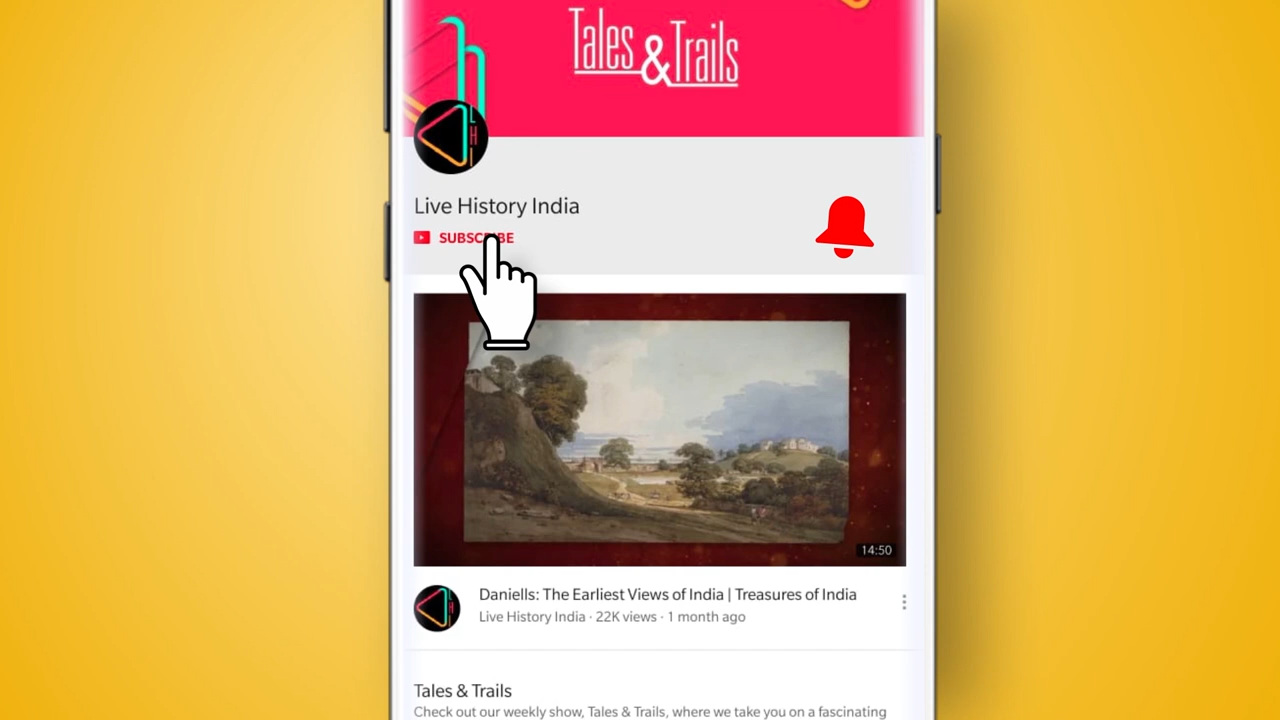 Tales & Trails
LHI
Live History India
SUBSCRIBE
14:50
Daniells: The Earliest Views of India | Treasures of India
Live History India · 22K views · 1 month ago
LHI
Tales & Trails
Check out our weekly show, Tales & Trails, where we take you on a fascinating